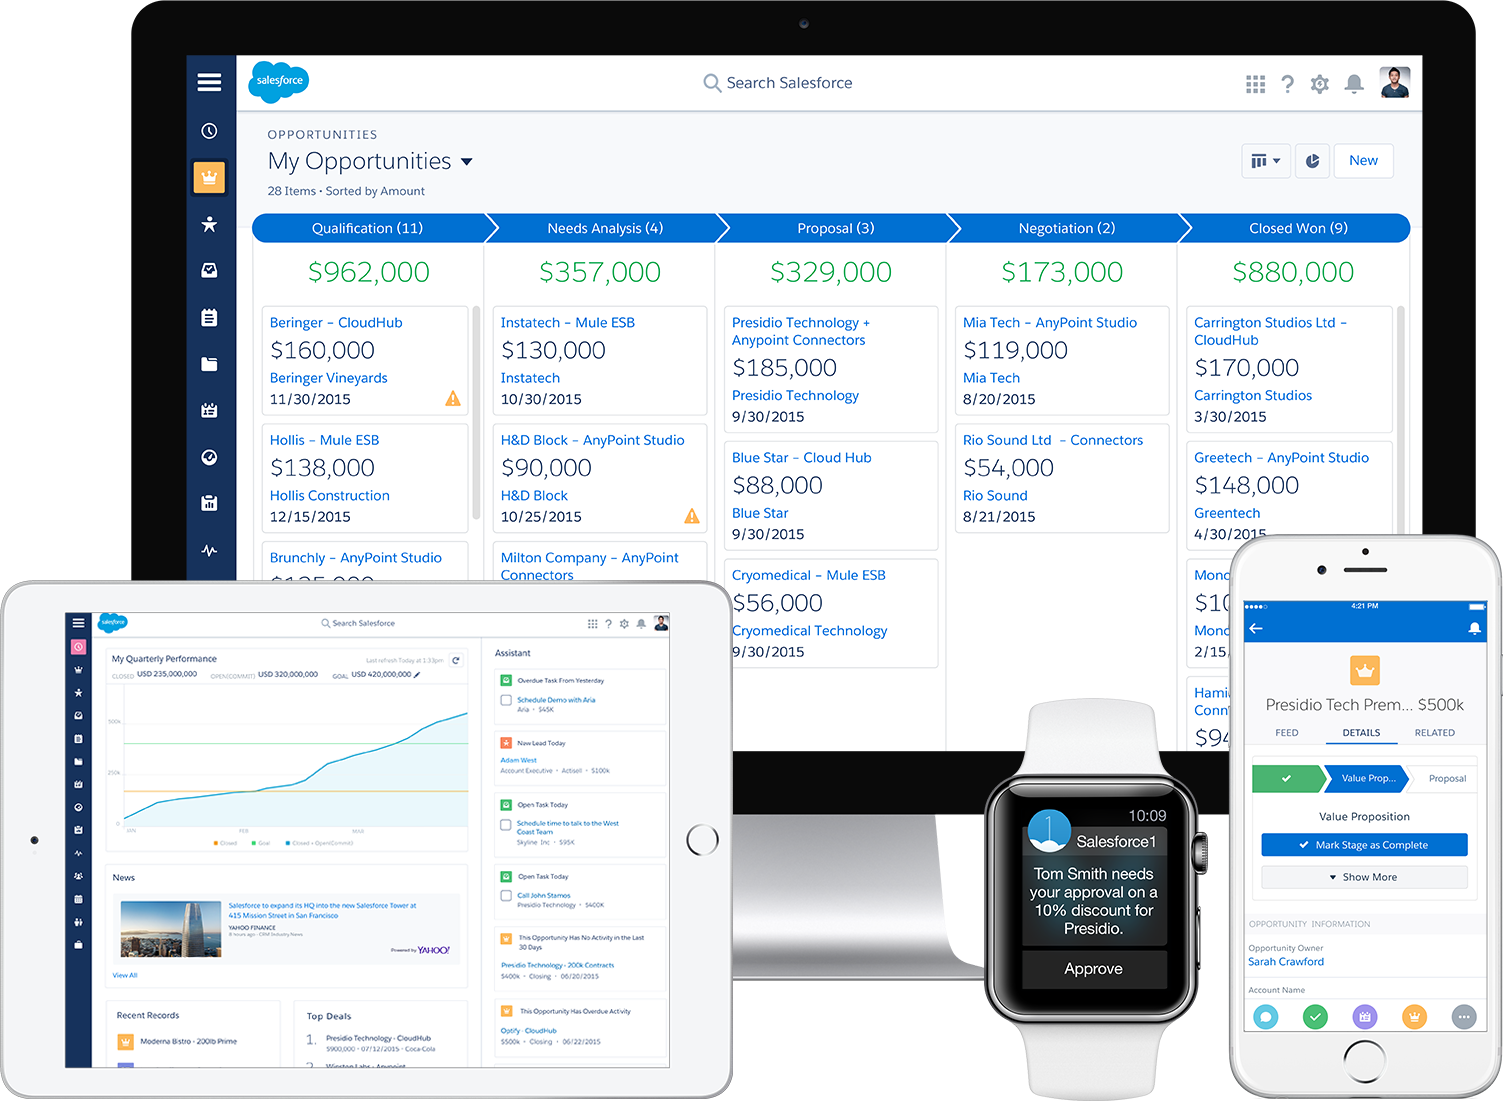 salesforce
Search Salesforce
OPPORTUNITIES
My Opportunities
28 Items • Sorted by Amount
New
Qualification (11)
Needs Analysis (4)
Proposal (3)
Negotiation (2)
Closed Won (9)
$962,000
$357,000
$329,000
$173,000
$880,000
Beringer – CloudHub
$160,000
Beringer Vineyards
11/30/2015
Hollis – Mule ESB
$138,000
Hollis Construction
12/15/2015
Brunchly – AnyPoint Studio
Instatech – Mule ESB
$130,000
Instatech
10/30/2015
H&D Block – AnyPoint Studio
$90,000
H&D Block
10/25/2015
Milton Company – AnyPoint
Connectors
Presidio Technology +
Anypoint Connectors
$185,000
Presidio Technology
9/30/2015
Blue Star – Cloud Hub
$88,000
Blue Star
9/30/2015
Cryomedical – Mule ESB
$56,000
Cryomedical Technology
9/30/2015
Mia Tech – AnyPoint Studio
$119,000
Mia Tech
8/20/2015
Rio Sound Ltd – Connectors
$54,000
Rio Sound
8/21/2015
Carrington Studios Ltd –
CloudHub
$170,000
Carrington Studios
3/30/2015
Greetech – AnyPoint Studio
$148,000
Greentech
4/30/2015
salesforce
Search Salesforce
My Quarterly Performance
Last refresh Today at 1:33pm
CLOSED USD 235,000,000 OPEN(COMMIT) USD 320,000,000 GOAL USD 420,000,000
500k
250k
0
JAN
FEB
MAR
Closed
Goal
Closed + Open(Commit)
News
Salesforce to expand its HQ into the new Salesforce Tower at
415 Mission Street in San Francisco
YAHOO FINANCE
8 hours ago - CRM Industry News
Powered by YAHOO!
View All
Recent Records
Moderna Bistro - 200lb Prime
Top Deals
1. Presidio Technology - CloudHub
$900,000 - 07/12/2015 - Coca-Cola
Winston Labs - Anypoint
Assistant
Overdue Task From Yesterday
Schedule Demo with Aria
Aria • $45K
New Lead Today
Adam West
Account Executive • Actisell • $100k
Open Task Today
Schedule time to talk to the West
Coast Team
Skyline Inc • $95K
Open Task Today
Call John Stamos
Presidio Technology • $400K
This Opportunity Has No Activity in the Last
30 Days
Presidio Technology - 200k Contracts
$400k • Closing • 06/20/2015
This Opportunity Has Overdue Activity
Optify - CloudHub
$500k • Closing • 06/22/2015
10:09
Salesforce1
Tom Smith needs
your approval on a
10% discount for
Presidio.
Approve
4:21 PM
Presidio Tech Prem... $500k
FEED
DETAILS
RELATED
Value Prop...
Proposal
Value Proposition
Mark Stage as Complete
Show More
OPPORTUNITY INFORMATION
Opportunity Owner
Sarah Crawford
Account Name